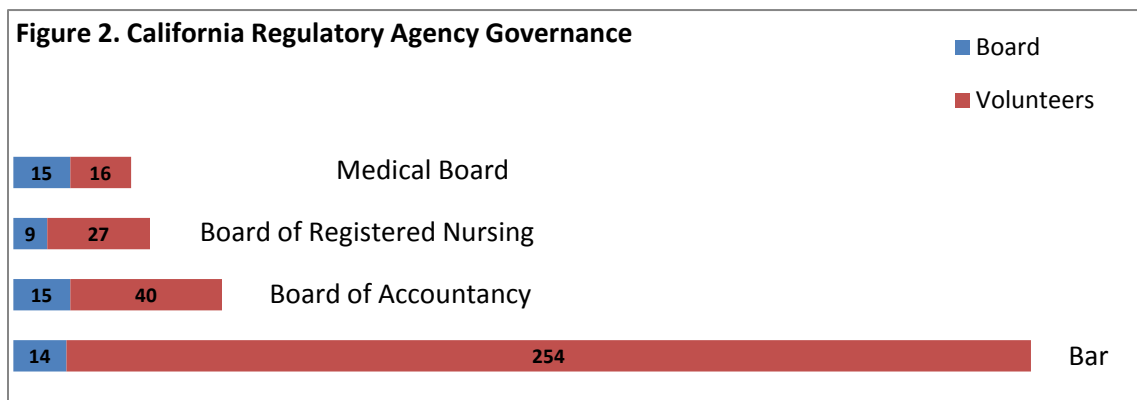 Figure 2. California Regulatory Agency Governance
Board
Volunteers
15 16 Medical Board
9 27 Board of Registered Nursing
15 40 Board of Accountancy
14 254 Bar